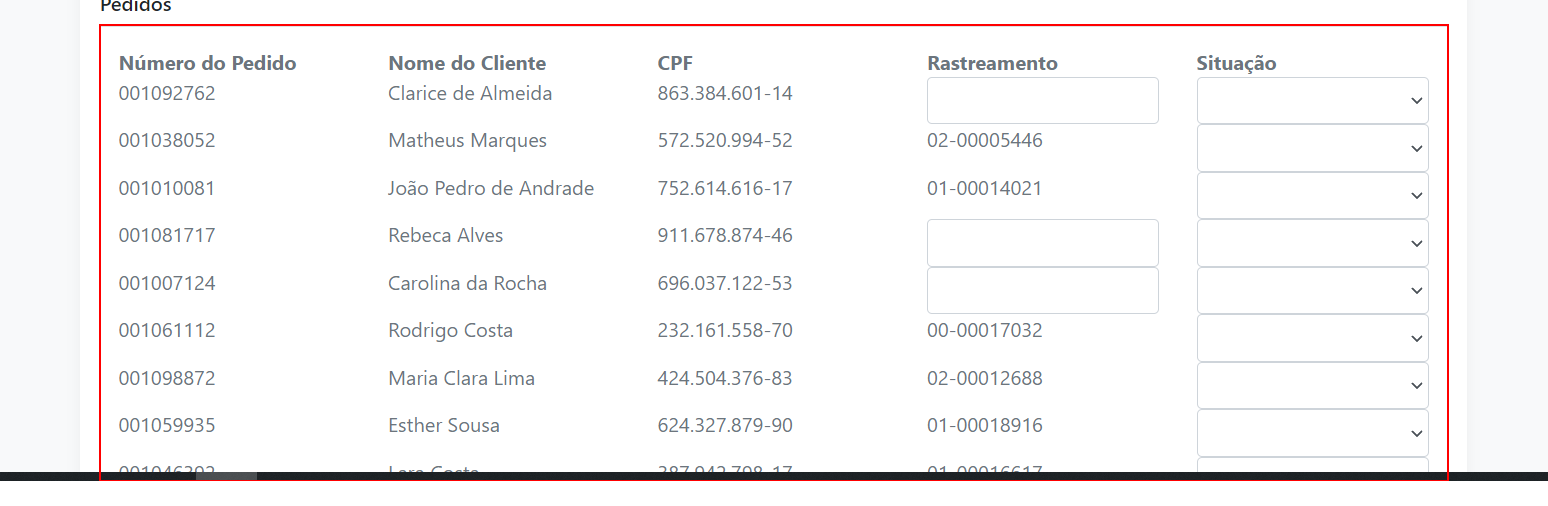 Pedidos
Número do Pedido Nome do Cliente CPF Rastreamento Situação
001092762 Clarice de Almeida 863.384.601-14
001038052 Matheus Marques 572.520.994-52 02-00005446
001010081 João Pedro de Andrade 752.614.616-17 01-00014021
001081717 Rebeca Alves 911.678.874-46
001007124 Carolina da Rocha 696.037.122-53
001061112 Rodrigo Costa 232.161.558-70 00-00017032
001098872 Maria Clara Lima 424.504.376-83 02-00012688
001059935 Esther Sousa 624.327.879-90 01-00018916